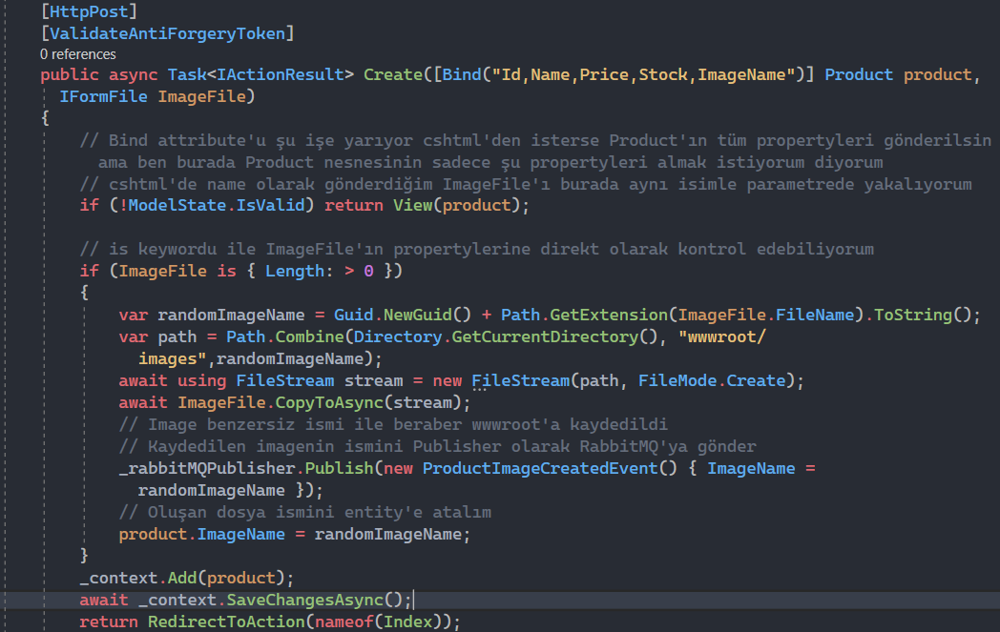 [HttpPost]
[ValidateAntiForgeryToken]
0 references
public async Task<IActionResult> Create([Bind("Id,Name,Price,Stock,ImageName")] Product product,
IFormFile ImageFile)
{
// Bind attribute'u şu işe yarıyor cshtml'den isterse Product'ın tüm propertyleri gönderilsin
ama ben burada Product nesnesinin sadece şu propertyleri almak istiyorum diyorum
// cshtml'de name olarak gönderdiğim ImageFile'ı burada aynı isimle parametrede yakalıyorum
if (!ModelState.IsValid) return View(product);
// is keywordu ile ImageFile'ın propertylerine direkt olarak kontrol edebiliyorum
if (ImageFile is { Length: > 0 })
{
var randomImageName = Guid.NewGuid() + Path.GetExtension(ImageFile.FileName).ToString();
var path = Path.Combine(Directory.GetCurrentDirectory(), "wwwroot/
images",randomImageName);
await using FileStream stream = new FileStream(path, FileMode.Create);
await ImageFile.CopyToAsync(stream);
// Image benzersiz ismi ile beraber wwwroot'a kaydedildi
// Kaydedilen imagenin ismini Publisher olarak RabbitMQ'ya gönder
_rabbitMQPublisher.Publish(new ProductImageCreatedEvent() { ImageName =
randomImageName });
// Oluşan dosya ismini entity'e atalım
product.ImageName = randomImageName;
}
_context.Add(product);
await _context.SaveChangesAsync();
return RedirectToAction(nameof(Index));